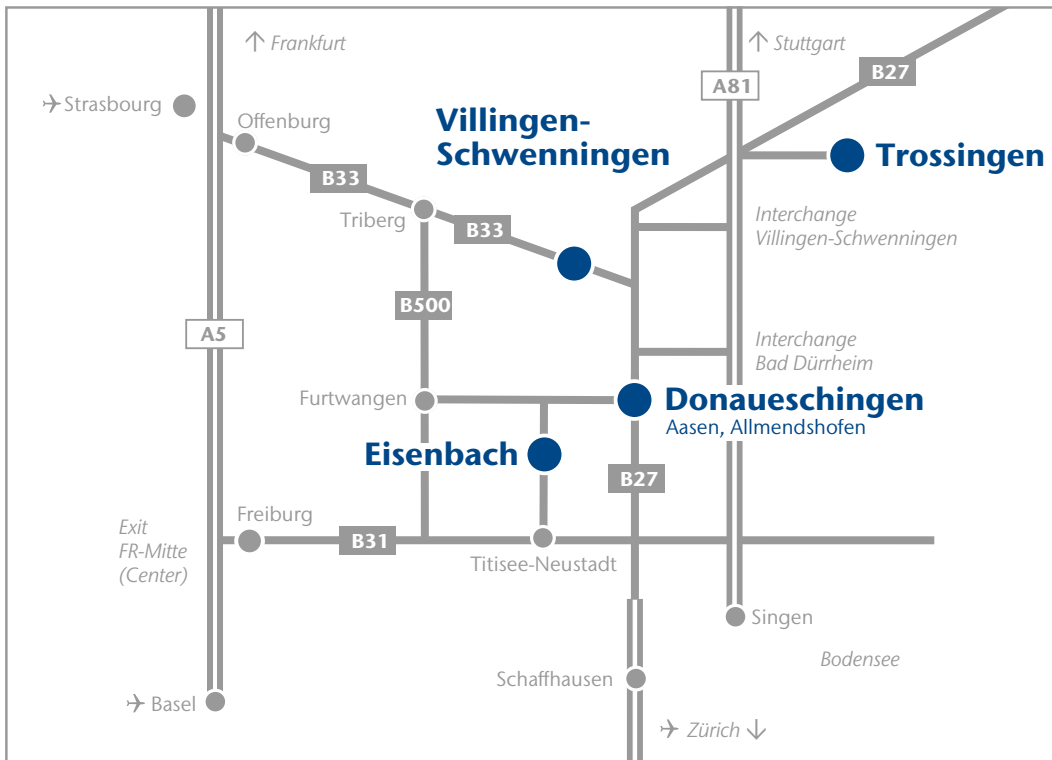 ↑ Frankfurt
↑ Stuttgart
B27
A81
Strasbourg
Offenburg
Villingen-
Schwenningen
Trossingen
B33
Triberg
B33
Interchange
Villingen-Schwenningen
B500
A5
Interchange
Bad Dürrheim
Furtwangen
Donaueschingen
Aasen, Allmendshofen
Eisenbach
B27
Freiburg
Exit
FR-Mitte
(Center)
B31
Titisee-Neustadt
Singen
Bodensee
Schaffhausen
Basel
Zürich ↓